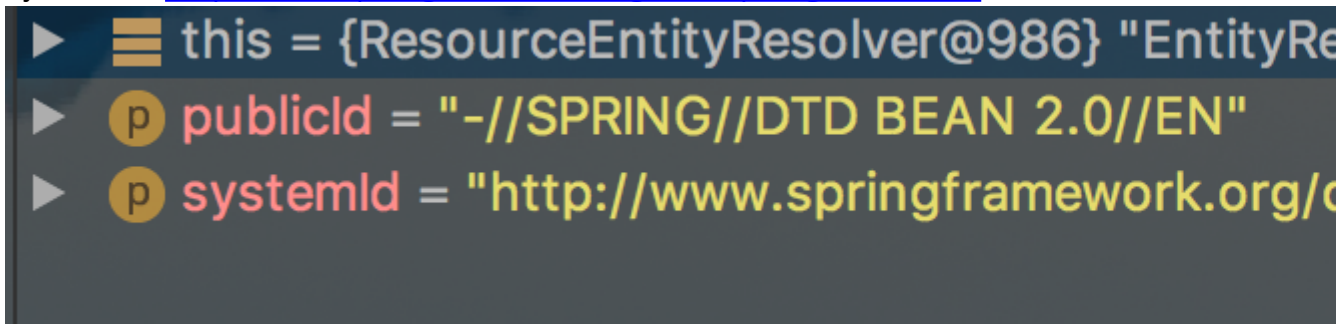 this = {ResourceEntityResolver@986} "EntityRe
p publicId = "-//SPRING//DTD BEAN 2.0//EN"
p systemId = "http://www.springframework.org/